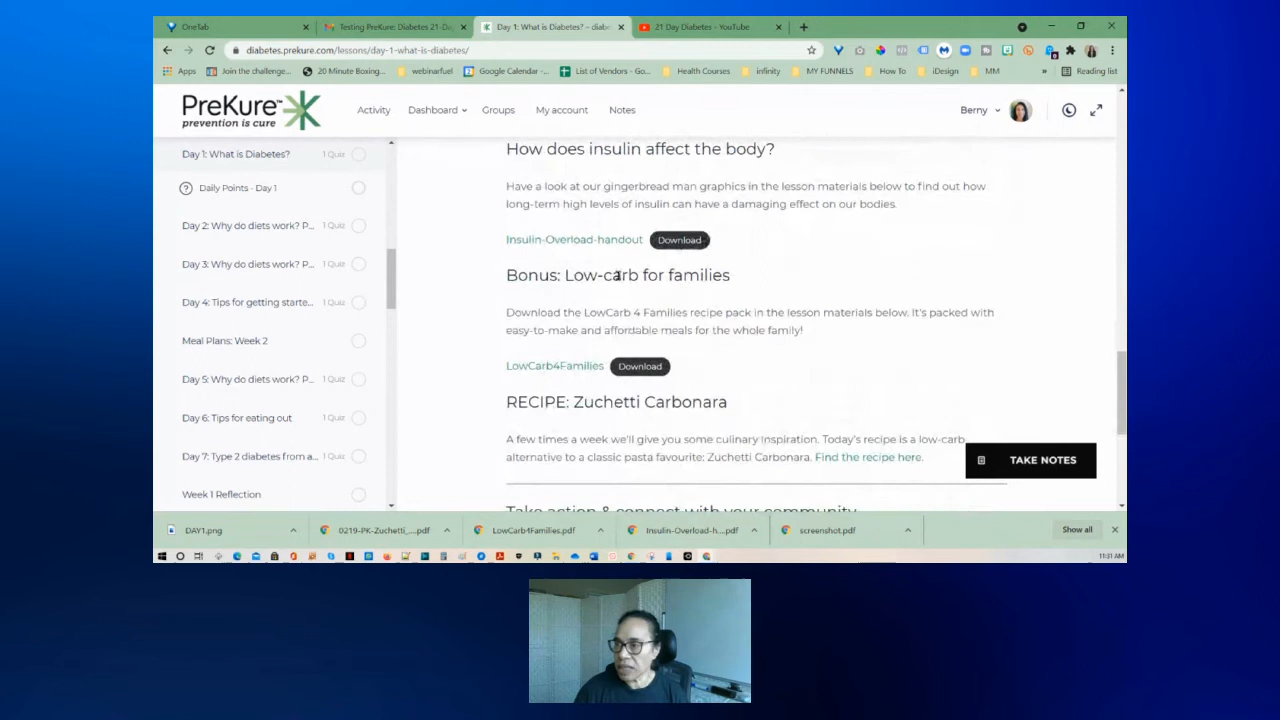 OneTab
Testing PreKure: Diabetes 21-Da
Day 1: What is Diabetes? – diabe
21 Day Diabetes - YouTube
diabetes.prekure.com/lessons/day-1-what-is-diabetes/
Apps
Join the challenge...
20 Minute Boxing...
webinarfuel
Google Calendar -...
List of Vendors - Go...
Health Courses
infinity
MY FUNNELS
How To
iDesign
MM
»
Reading list
PreKure™
prevention is cure
Activity
Dashboard
Groups
My account
Notes
Berny
Day 1: What is Diabetes?
1 Quiz
Daily Points - Day 1
Day 2: Why do diets work? P...
1 Quiz
Day 3: Why do diets work? P...
1 Quiz
Day 4: Tips for getting starte...
1 Quiz
Meal Plans: Week 2
Day 5: Why do diets work? P...
1 Quiz
Day 6: Tips for eating out
1 Quiz
Day 7: Type 2 diabetes from a...
1 Quiz
Week 1 Reflection
How does insulin affect the body?
Have a look at our gingerbread man graphics in the lesson materials below to find out how
long-term high levels of insulin can have a damaging effect on our bodies.
Insulin-Overload-handout
Download
Bonus: Low-carb for families
Download the LowCarb 4 Families recipe pack in the lesson materials below. It's packed with
easy-to-make and affordable meals for the whole family!
LowCarb4Families
Download
RECIPE: Zuchetti Carbonara
A few times a week we'll give you some culinary inspiration. Today's recipe is a low-carb
alternative to a classic pasta favourite: Zuchetti Carbonara. Find the recipe here.
TAKE NOTES
Take action & connect with your community
DAY1.png
0219-PK-Zuchetti_....pdf
LowCarb4Families.pdf
Insulin-Overload-h....pdf
screenshot.pdf
Show all
11:31 AM